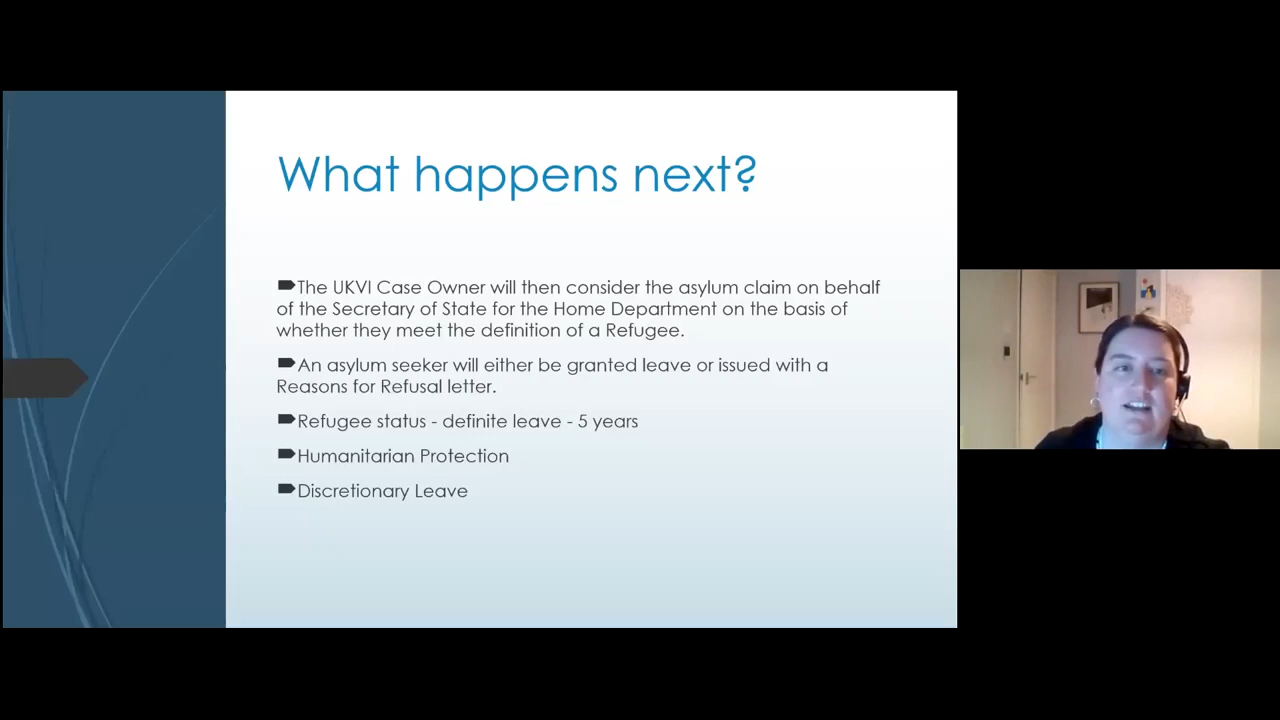 What happens next?
The UKVI Case Owner will then consider the asylum claim on behalf
of the Secretary of State for the Home Department on the basis of
whether they meet the definition of a Refugee.
An asylum seeker will either be granted leave or issued with a
Reasons for Refusal letter.
Refugee status - definite leave - 5 years
Humanitarian Protection
Discretionary Leave